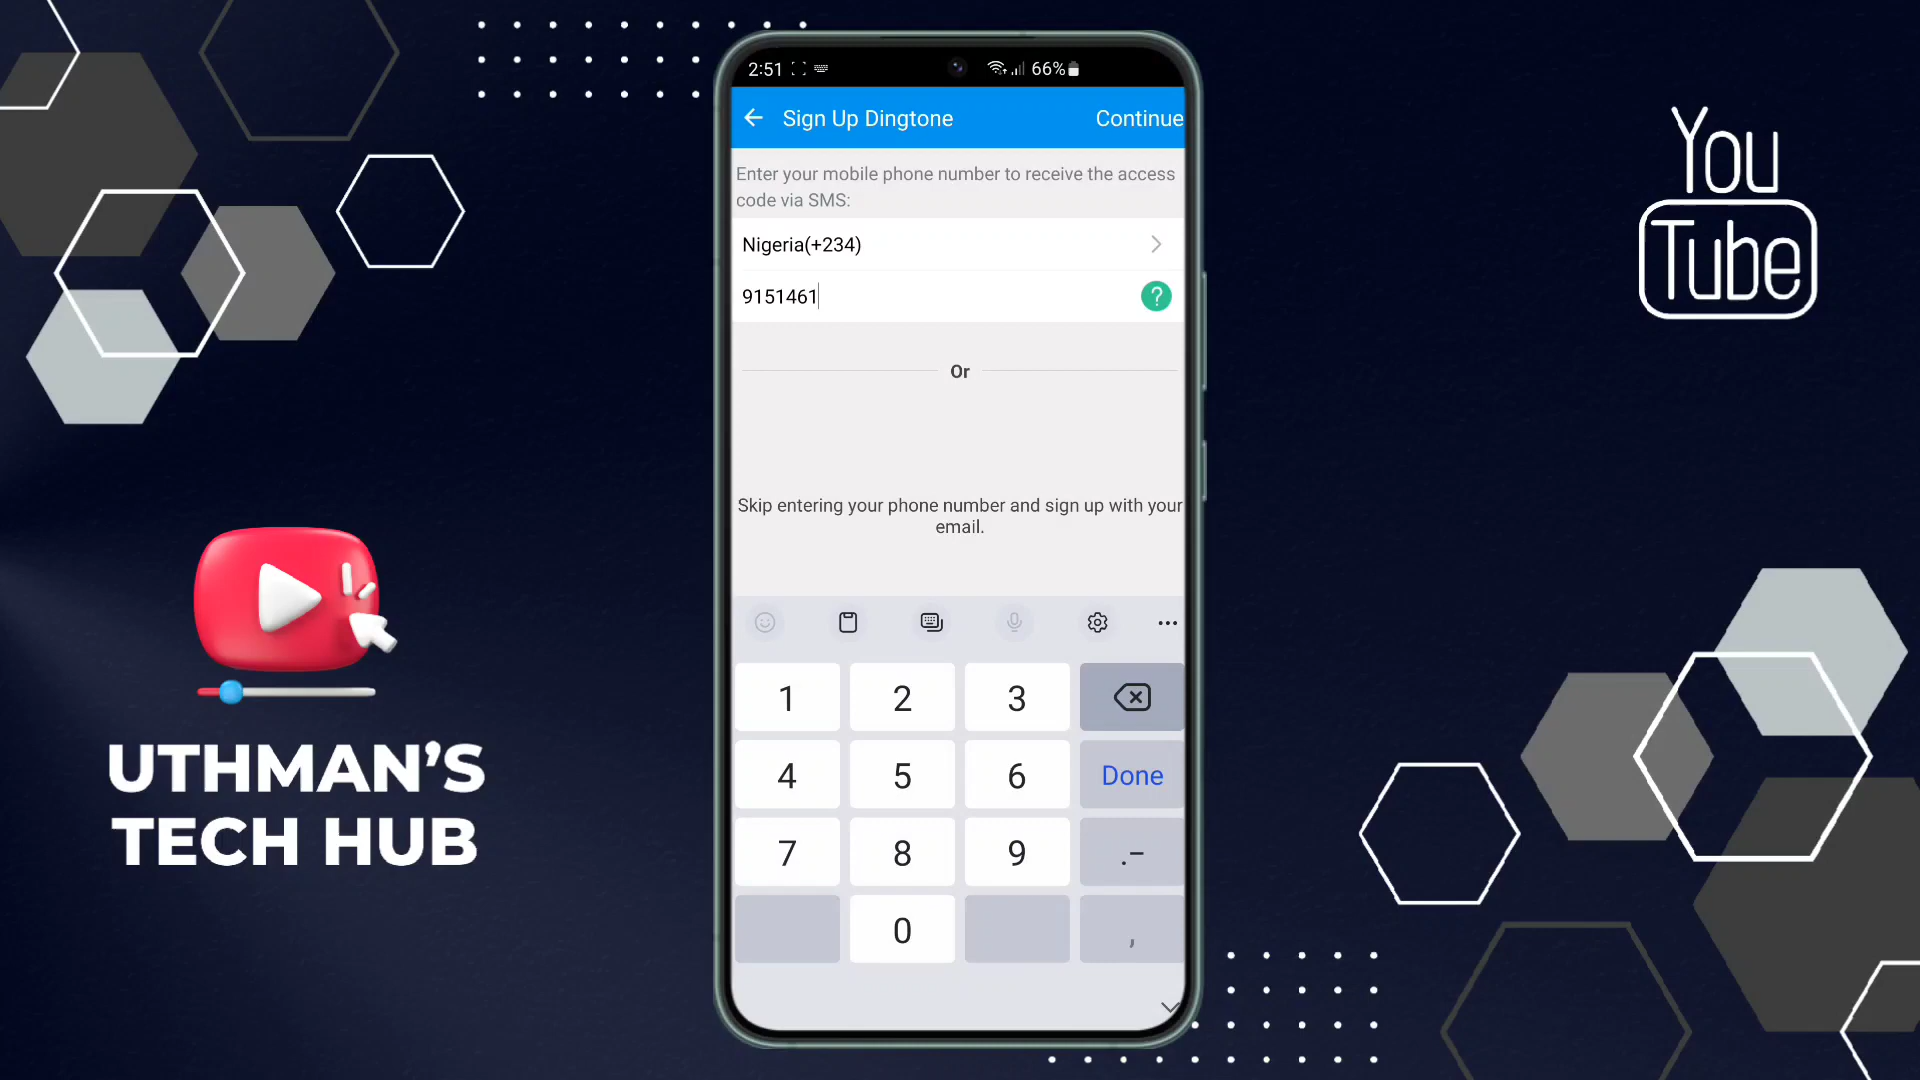 2:51
66%
Sign Up Dingtone
Continue
Enter your mobile phone number to receive the access
code via SMS:
Nigeria(+234)
9151461
?
Or
Skip entering your phone number and sign up with your
email.
1 2 3
4 5 6 Done
7 8 9 .-
0 ,
You
Tube
UTHMAN'S
TECH HUB